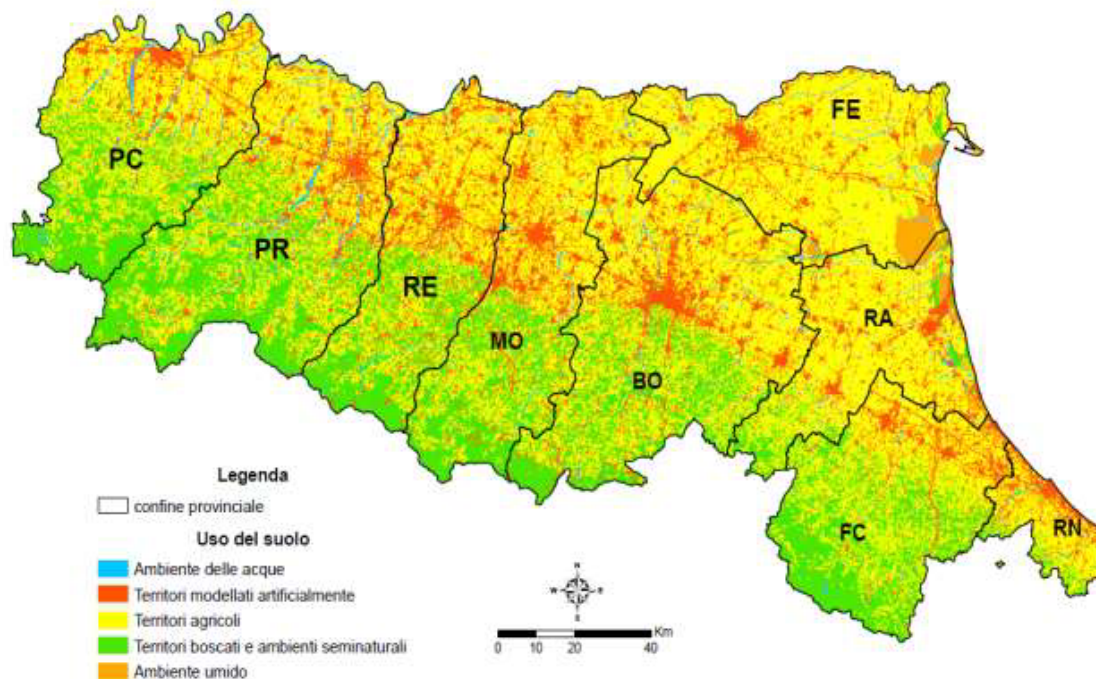 FE
PC
PR
RE
MO
BO
RA
FC
RN
Legenda
confine provinciale
Uso del suolo
Ambiente delle acque
Territori modellati artificialmente
Territori agricoli
Territori boscati e ambienti seminaturali
Ambiente umido
N
W E
S
Km
0 10 20 40